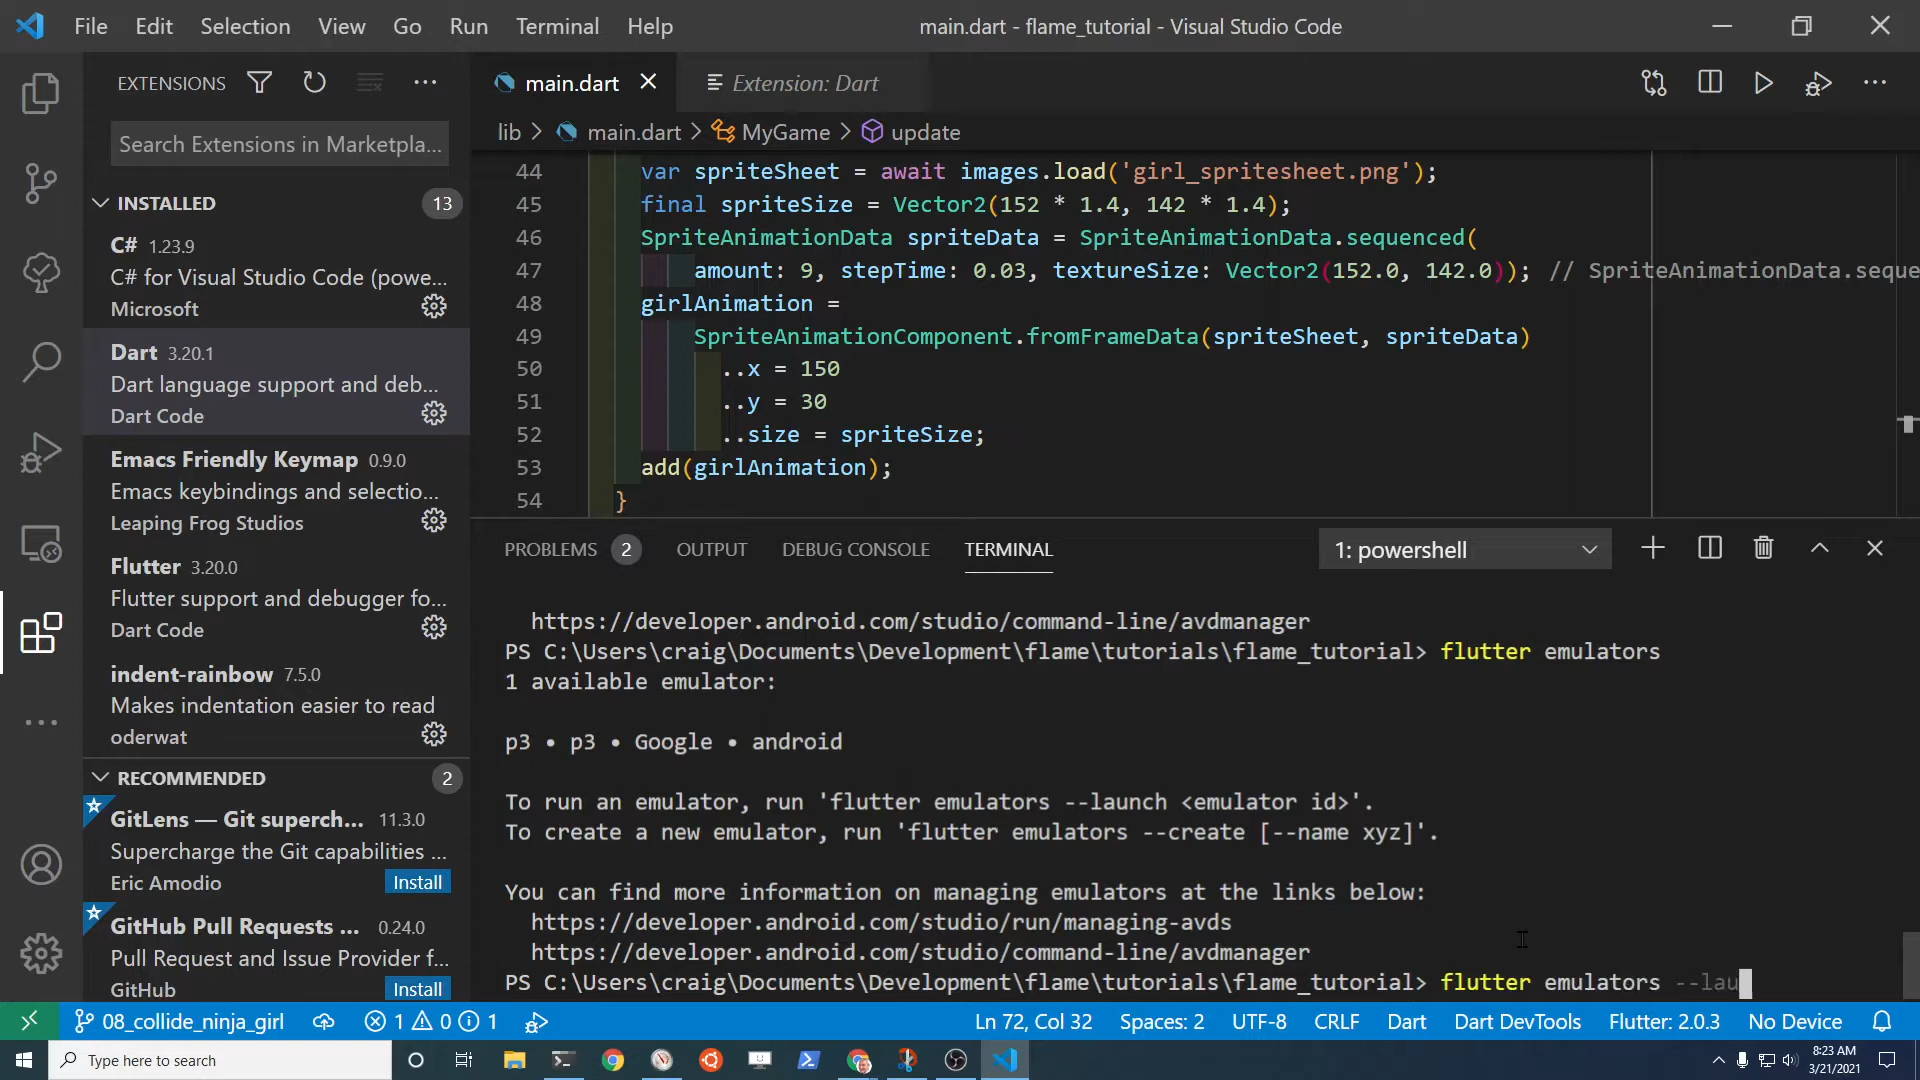 File Edit Selection View Go Run Terminal Help
main.dart - flame_tutorial - Visual Studio Code
EXTENSIONS
Search Extensions in Marketpla...
INSTALLED 13
C# 1.23.9
C# for Visual Studio Code (powe...
Microsoft
Dart 3.20.1
Dart language support and deb...
Dart Code
Emacs Friendly Keymap 0.9.0
Emacs keybindings and selectio...
Leaping Frog Studios
Flutter 3.20.0
Flutter support and debugger fo...
Dart Code
indent-rainbow 7.5.0
Makes indentation easier to read
oderwat
RECOMMENDED 2
GitLens — Git superch... 11.3.0
Supercharge the Git capabilities ...
Eric Amodio Install
GitHub Pull Requests ... 0.24.0
Pull Request and Issue Provider f...
GitHub Install
main.dart Extension: Dart
lib > main.dart > MyGame > update
44 var spriteSheet = await images.load('girl_spritesheet.png');
45 final spriteSize = Vector2(152 * 1.4, 142 * 1.4);
46 SpriteAnimationData spriteData = SpriteAnimationData.sequenced(
47 amount: 9, stepTime: 0.03, textureSize: Vector2(152.0, 142.0)); // SpriteAnimationData.seque
48 girlAnimation =
49 SpriteAnimationComponent.fromFrameData(spriteSheet, spriteData)
50 ..x = 150
51 ..y = 30
52 ..size = spriteSize;
53 add(girlAnimation);
54 }
PROBLEMS 2 OUTPUT DEBUG CONSOLE TERMINAL 1: powershell
https://developer.android.com/studio/command-line/avdmanager
PS C:\Users\craig\Documents\Development\flame\tutorials\flame_tutorial> flutter emulators
1 available emulator:
p3 • p3 • Google • android
To run an emulator, run 'flutter emulators --launch <emulator id>'.
To create a new emulator, run 'flutter emulators --create [--name xyz]'.
You can find more information on managing emulators at the links below:
https://developer.android.com/studio/run/managing-avds
https://developer.android.com/studio/command-line/avdmanager
PS C:\Users\craig\Documents\Development\flame\tutorials\flame_tutorial> flutter emulators --lau
08_collide_ninja_girl 1 0 1 Ln 72, Col 32 Spaces: 2 UTF-8 CRLF Dart Dart DevTools Flutter: 2.0.3 No Device
Type here to search
8:23 AM
3/21/2021